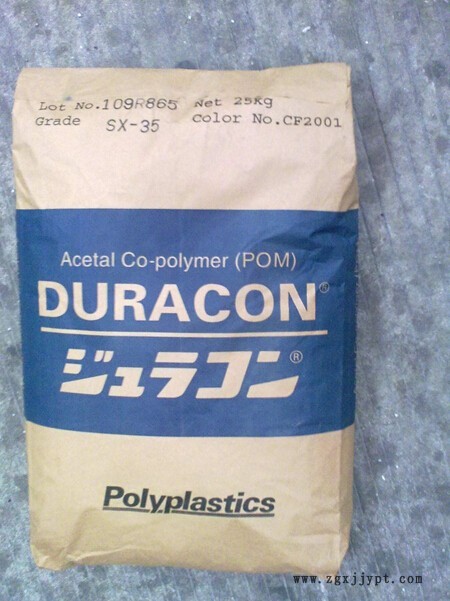 Lot No.109R865 Net 25kg
Grade SX-35 Color No.CF2001
Acetal Co-polymer (POM)
DURACON®
ジュラコン®
Polyplastics
www.zgxjjypt.com